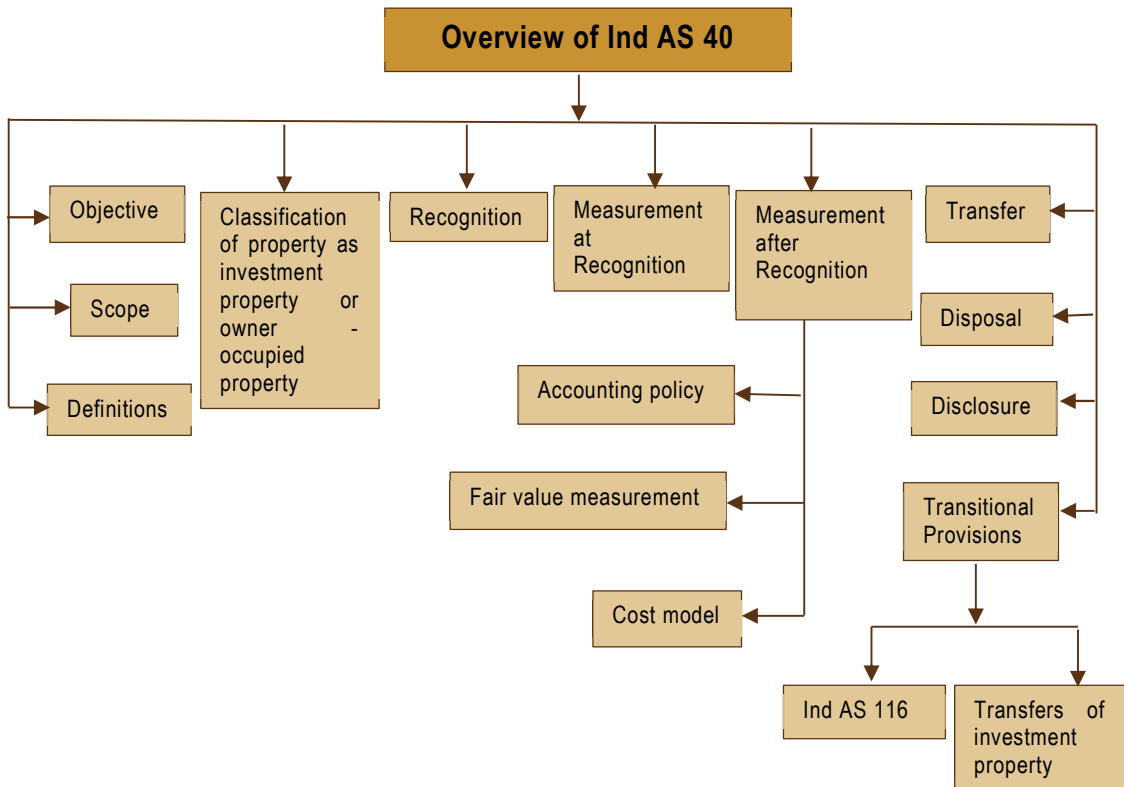 Overview of Ind AS 40
Objective
Scope
Definitions
Classification
of property as
investment
property or
owner -
occupied
property
Recognition
Measurement
at
Recognition
Measurement
after
Recognition
Accounting policy
Fair value measurement
Cost model
Transfer
Disposal
Disclosure
Transitional
Provisions
Ind AS 116
Transfers of
investment
property